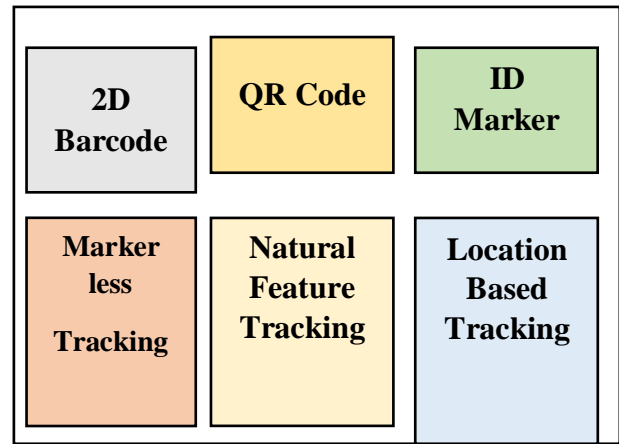 2D
Barcode
QR Code
ID
Marker
Marker
less
Tracking
Natural
Feature
Tracking
Location
Based
Tracking